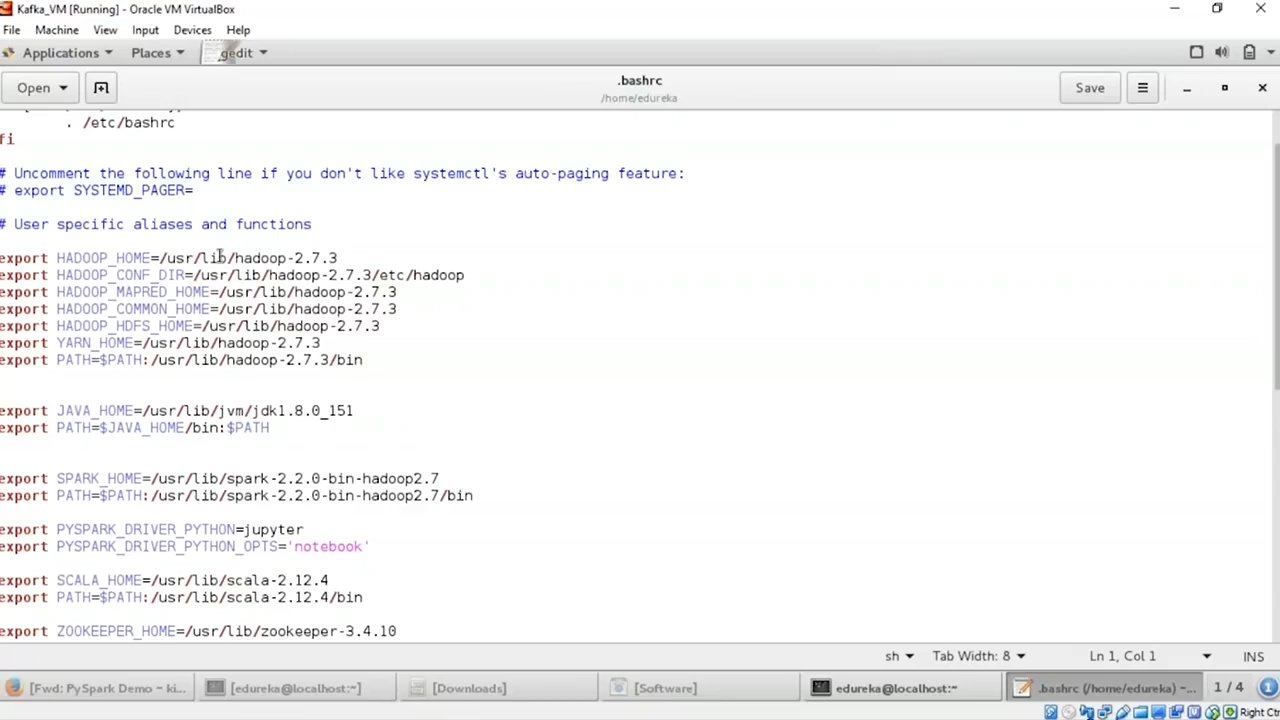 Kafka_VM [Running] - Oracle VM VirtualBox
File Machine View Input Devices Help
Applications Places gedit
Open .bashrc Save
/home/edureka
. /etc/bashrc
fi
# Uncomment the following line if you don't like systemctl's auto-paging feature:
# export SYSTEMD_PAGER=
# User specific aliases and functions
export HADOOP_HOME=/usr/lib/hadoop-2.7.3
export HADOOP_CONF_DIR=/usr/lib/hadoop-2.7.3/etc/hadoop
export HADOOP_MAPRED_HOME=/usr/lib/hadoop-2.7.3
export HADOOP_COMMON_HOME=/usr/lib/hadoop-2.7.3
export HADOOP_HDFS_HOME=/usr/lib/hadoop-2.7.3
export YARN_HOME=/usr/lib/hadoop-2.7.3
export PATH=$PATH:/usr/lib/hadoop-2.7.3/bin
export JAVA_HOME=/usr/lib/jvm/jdk1.8.0_151
export PATH=$JAVA_HOME/bin:$PATH
export SPARK_HOME=/usr/lib/spark-2.2.0-bin-hadoop2.7
export PATH=$PATH:/usr/lib/spark-2.2.0-bin-hadoop2.7/bin
export PYSPARK_DRIVER_PYTHON=jupyter
export PYSPARK_DRIVER_PYTHON_OPTS='notebook'
export SCALA_HOME=/usr/lib/scala-2.12.4
export PATH=$PATH:/usr/lib/scala-2.12.4/bin
export ZOOKEEPER_HOME=/usr/lib/zookeeper-3.4.10
sh Tab Width: 8 Ln 1, Col 1 INS
[Fwd: PySpark Demo ~ ki... [edureka@localhost:~] [Downloads] [Software] edureka@localhost:~ .bashrc (/home/edureka) ~... 1 / 4 1
Right Ctrl